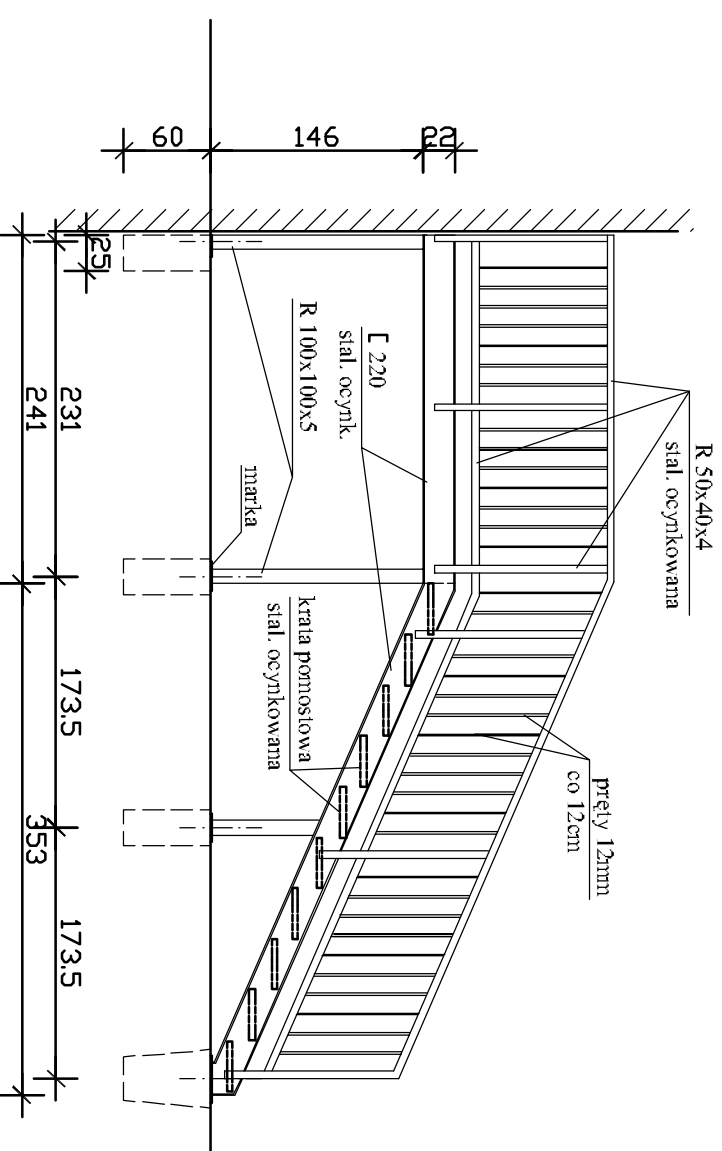 R 50x40x4
stal. ocynkowana
pręty 12mm
co 12cm
[ 220
stal. ocynk.
R 100x100x5
marka
krata pomostowa
stal. ocynkowana
22
146
60
25
231
173.5
173.5
241
353